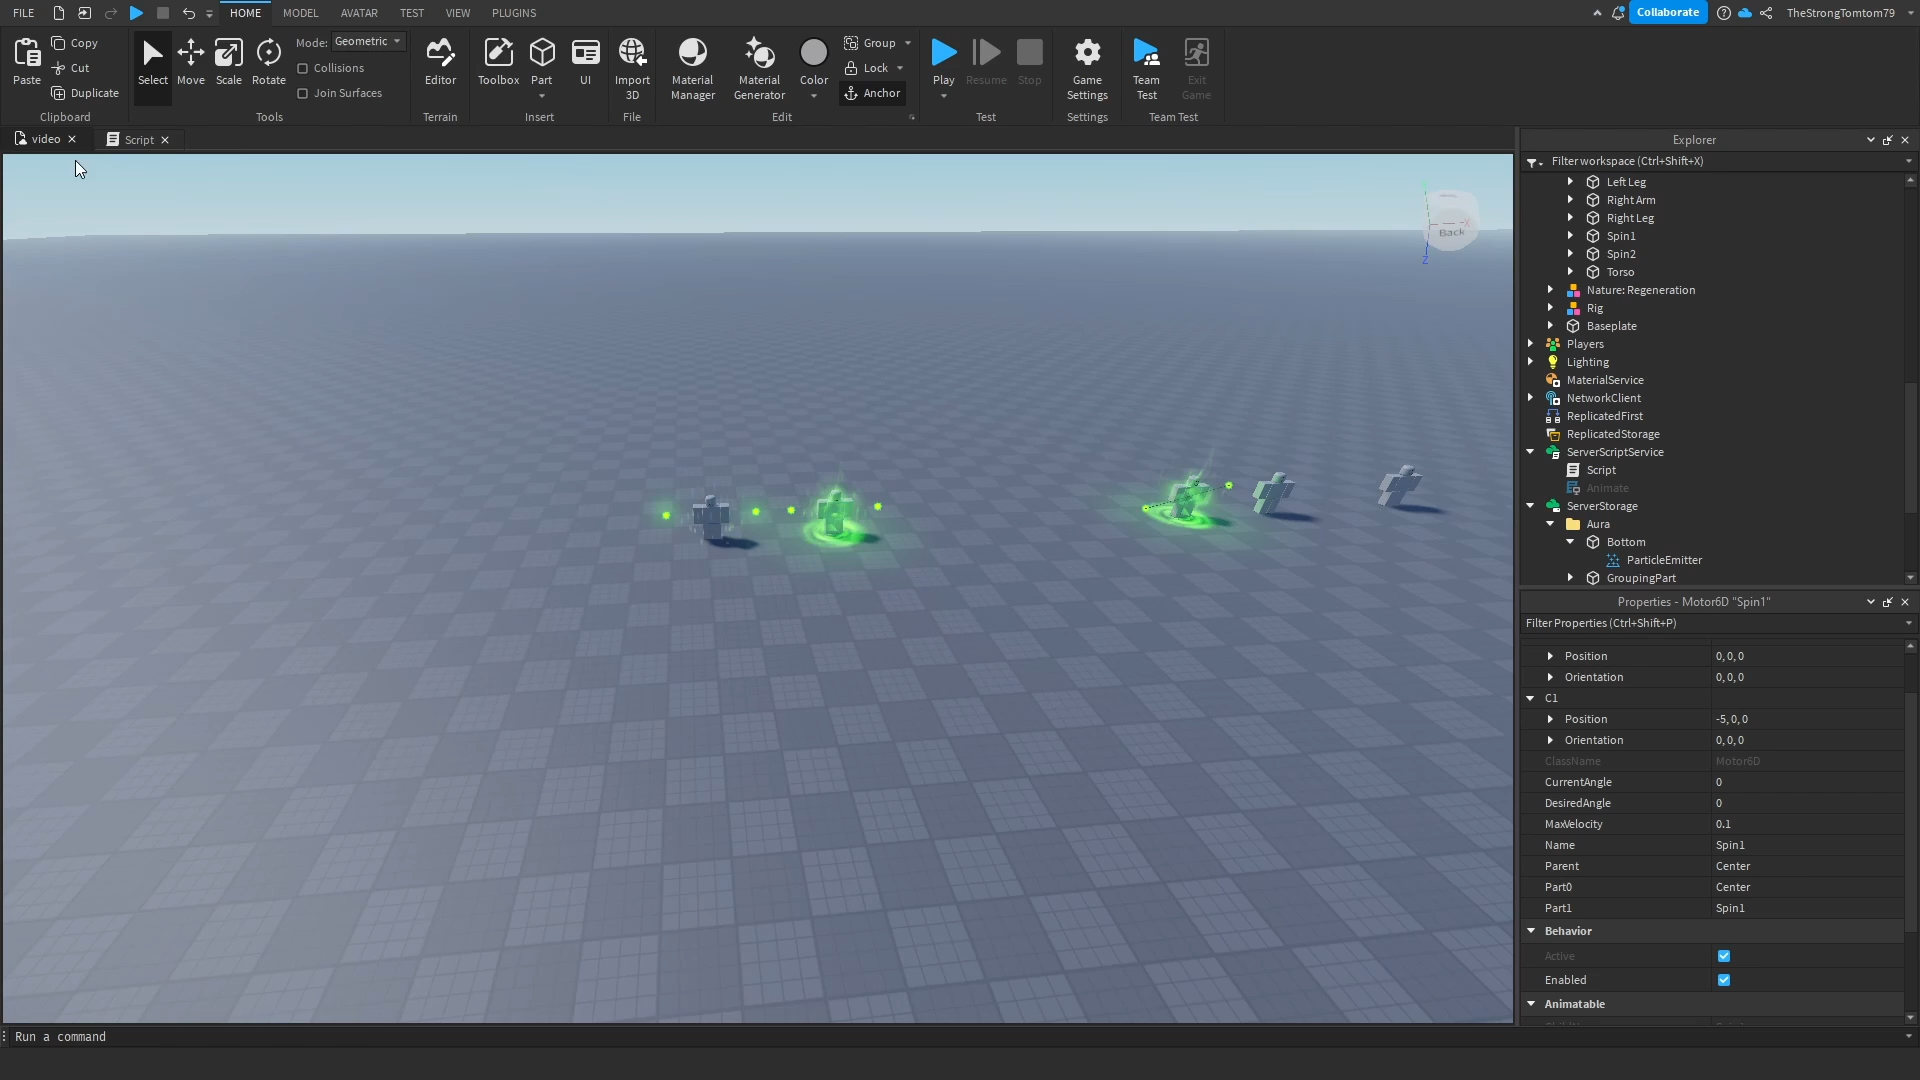 FILE
HOME
MODEL
AVATAR
TEST
VIEW
PLUGINS
Collaborate
TheStrongTomtom79
Paste
Copy
Cut
Duplicate
Clipboard
Select
Move
Scale
Rotate
Mode: Geometric
Collisions
Join Surfaces
Tools
Editor
Terrain
Toolbox
Part
UI
Insert
Import
3D
File
Material
Manager
Material
Generator
Color
Group
Lock
Anchor
Edit
Play
Resume
Stop
Test
Game
Settings
Settings
Team
Test
Exit
Game
Team Test
video
Script
Back
Z
Explorer
Filter workspace (Ctrl+Shift+X)
Left Leg
Right Arm
Right Leg
Spin1
Spin2
Torso
Nature: Regeneration
Rig
Baseplate
Players
Lighting
MaterialService
NetworkClient
ReplicatedFirst
ReplicatedStorage
ServerScriptService
Script
Animate
ServerStorage
Aura
Bottom
ParticleEmitter
GroupingPart
Properties - Motor6D "Spin1"
Filter Properties (Ctrl+Shift+P)
Position 0, 0, 0
Orientation 0, 0, 0
C1
Position -5, 0, 0
Orientation 0, 0, 0
ClassName Motor6D
CurrentAngle 0
DesiredAngle 0
MaxVelocity 0.1
Name Spin1
Parent Center
Part0 Center
Part1 Spin1
Behavior
Active
Enabled
Animatable
Run a command